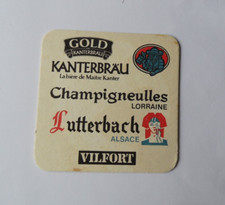 GOLD
KANTERBRÄU
KANTERBRÄU
La bière de Maître Kanter
Champigneulles
LORRAINE
Lutterbach
ALSACE
VILFORT